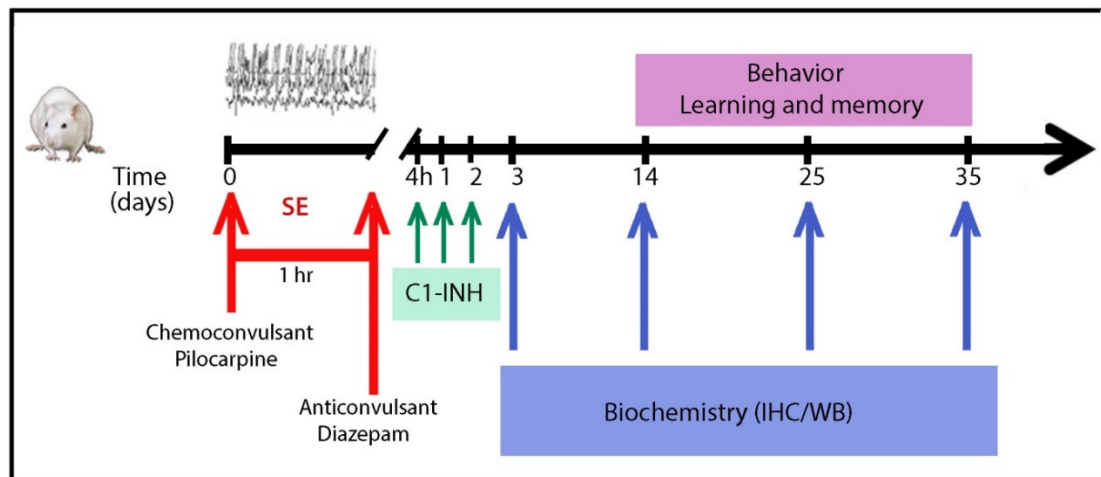 Behavior
Learning and memory
Time
(days)
0
4h
1
2
3
14
25
35
SE
1 hr
C1-INH
Chemoconvulsant
Pilocarpine
Anticonvulsant
Diazepam
Biochemistry (IHC/WB)